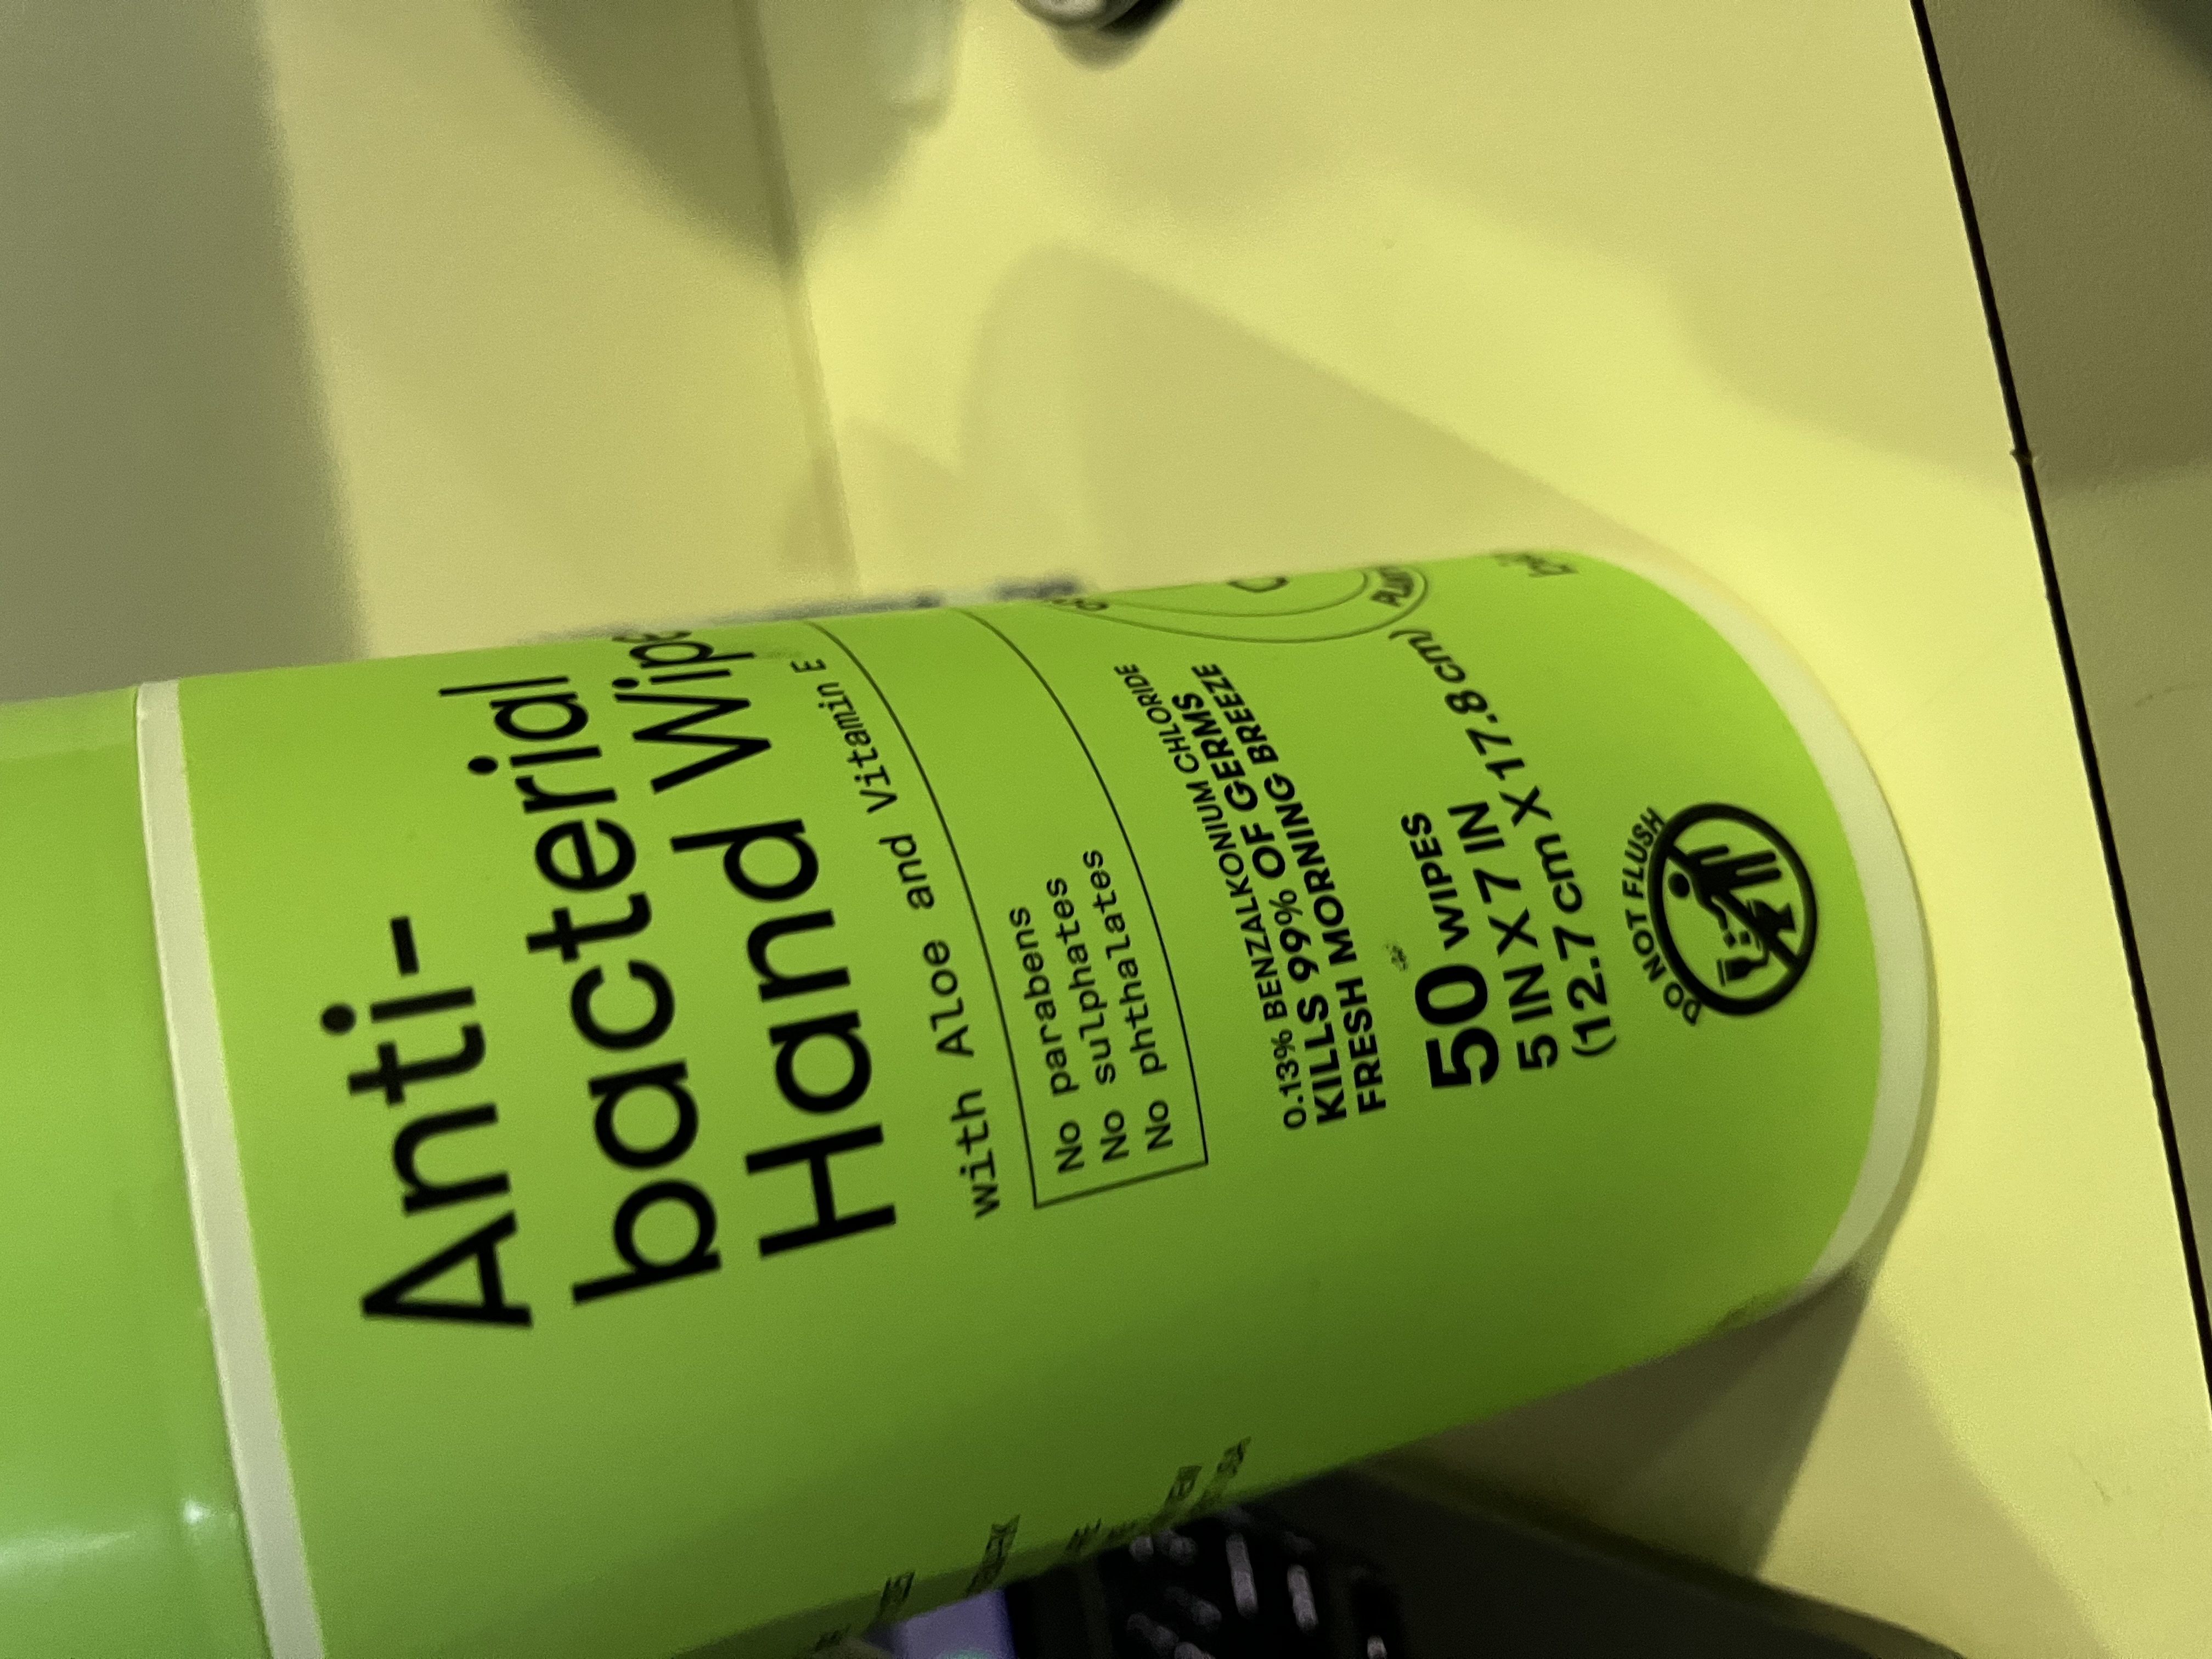 Anti-
bacterial
Hand Wipe
with Aloe and Vitamin E
No parabens
No sulphates
No phthalates
0.13% BENZALKONIUM CHLORIDE
KILLS 99% OF GERMS
FRESH MORNING BREEZE
50 WIPES
5 IN X 7 IN
(12.7 cm X 17.8 cm)
DO NOT FLUSH